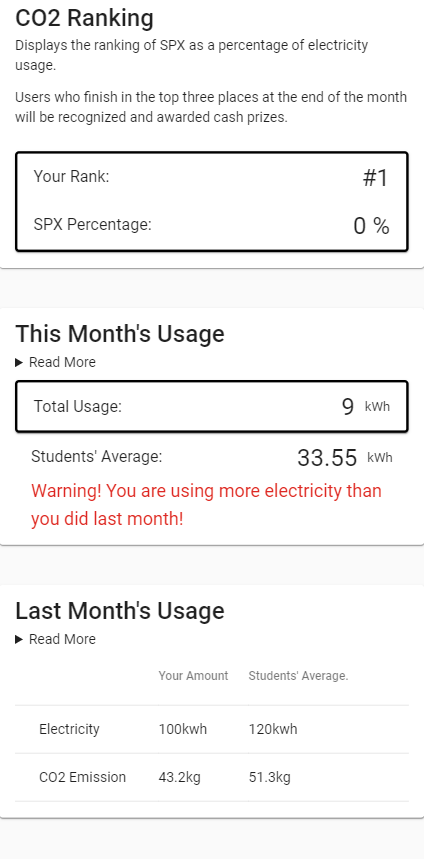 CO2 Ranking
Displays the ranking of SPX as a percentage of electricity
usage.
Users who finish in the top three places at the end of the month
will be recognized and awarded cash prizes.
Your Rank: #1
SPX Percentage: 0 %
This Month's Usage
Read More
Total Usage: 9 kWh
Students' Average: 33.55 kWh
Warning! You are using more electricity than
you did last month!
Last Month's Usage
Read More
Your Amount Students' Average.
Electricity 100kwh 120kwh
CO2 Emission 43.2kg 51.3kg